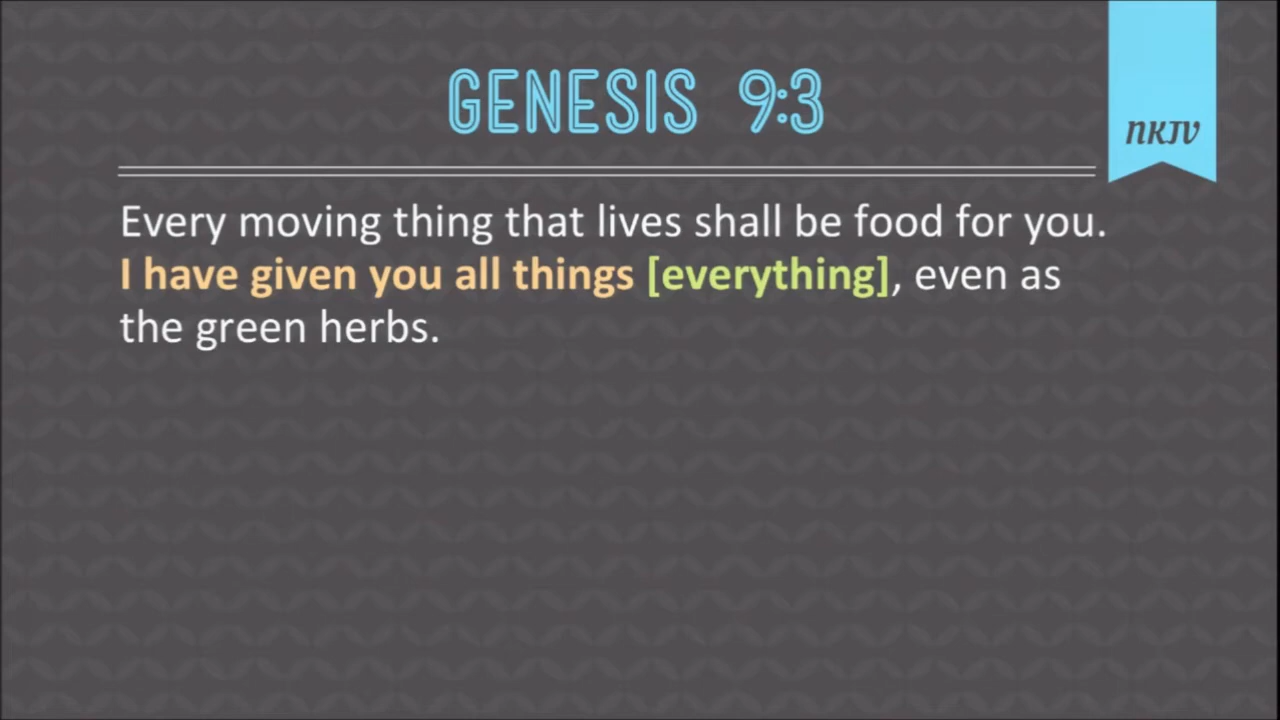 GENESIS 9:3
NKJV
Every moving thing that lives shall be food for you.
I have given you all things [everything], even as
the green herbs.